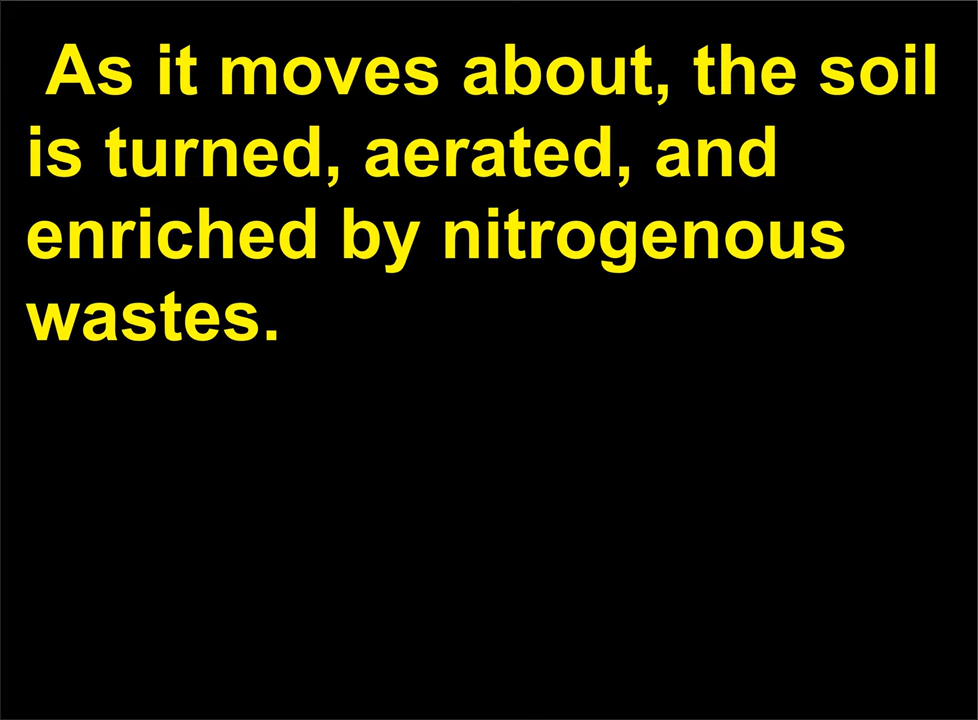 As it moves about, the soil
is turned, aerated, and
enriched by nitrogenous
wastes.